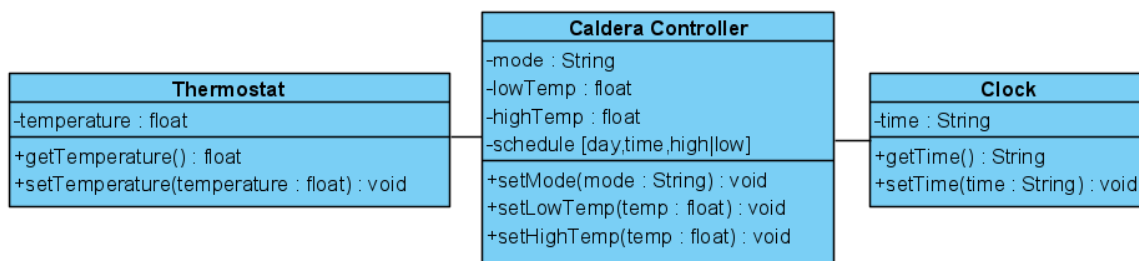 Thermostat
-temperature : float
+getTemperature() : float
+setTemperature(temperature : float) : void
Caldera Controller
-mode : String
-lowTemp : float
-highTemp : float
-schedule [day,time,high|low]
+setMode(mode : String) : void
+setLowTemp(temp : float) : void
+setHighTemp(temp : float) : void
Clock
-time : String
+getTime() : String
+setTime(time : String) : void